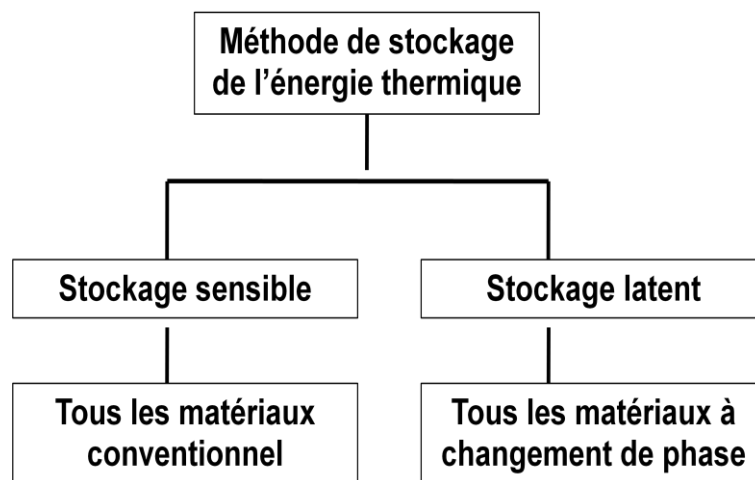 Méthode de stockage
de l’énergie thermique
Stockage sensible
Stockage latent
Tous les matériaux
conventionnel
Tous les matériaux à
changement de phase